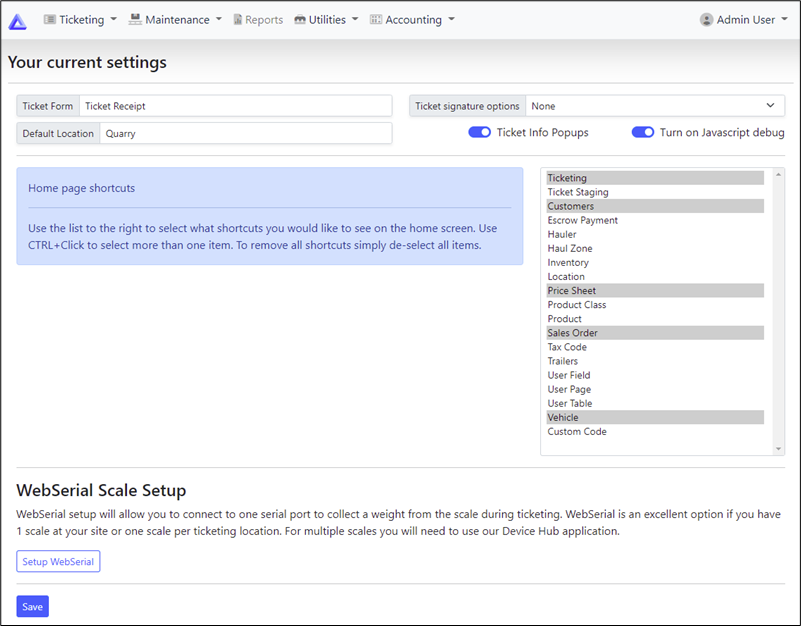 Ticketing
Maintenance
Reports
Utilities
Accounting
Admin User
Your current settings
Ticket Form
Ticket Receipt
Ticket signature options
None
Default Location
Quarry
Ticket Info Popups
Turn on Javascript debug
Home page shortcuts
Use the list to the right to select what shortcuts you would like to see on the home screen. Use
CTRL+Click to select more than one item. To remove all shortcuts simply de-select all items.
Ticketing
Ticket Staging
Customers
Escrow Payment
Hauler
Haul Zone
Inventory
Location
Price Sheet
Product Class
Product
Sales Order
Tax Code
Trailers
User Field
User Page
User Table
Vehicle
Custom Code
WebSerial Scale Setup
WebSerial setup will allow you to connect to one serial port to collect a weight from the scale during ticketing. WebSerial is an excellent option if you have
1 scale at your site or one scale per ticketing location. For multiple scales you will need to use our Device Hub application.
Setup WebSerial
Save